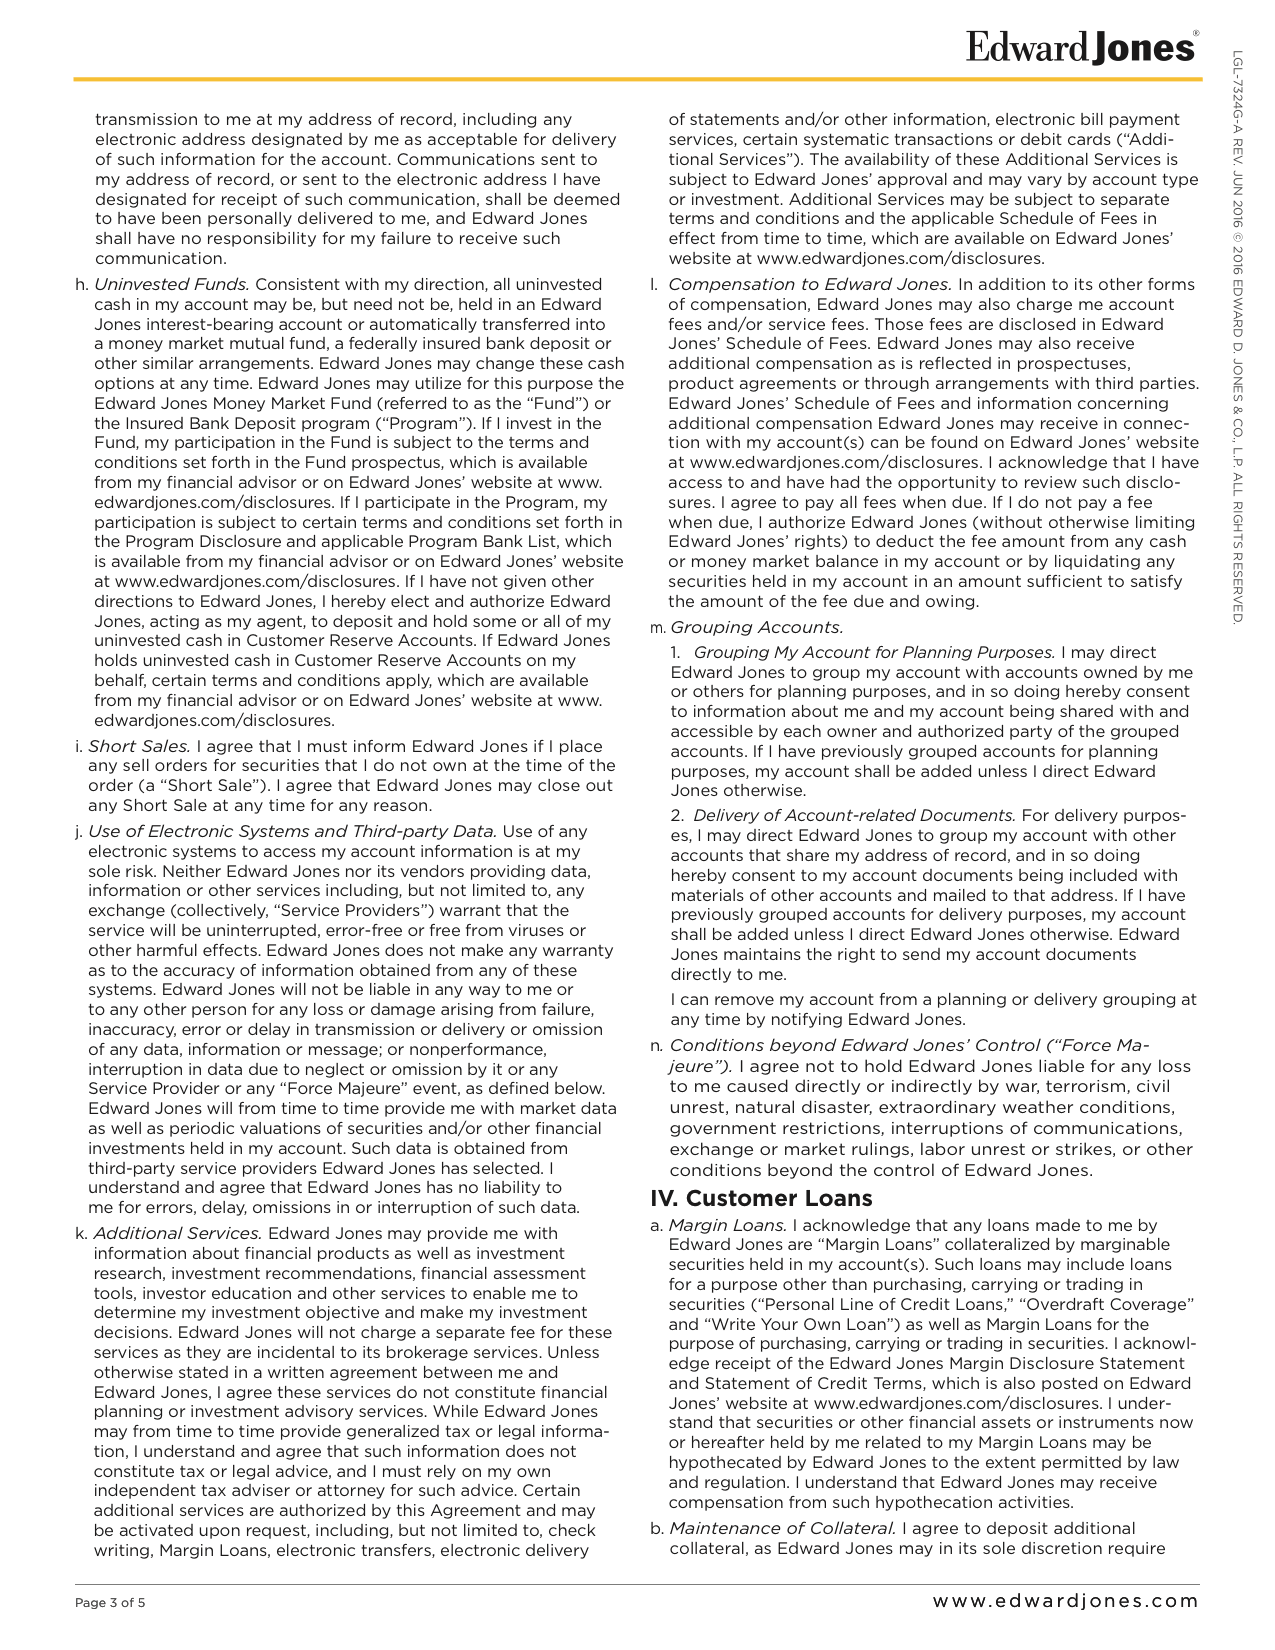 Edward Jones®
transmission to me at my address of record, including any
electronic address designated by me as acceptable for delivery
of such information for the account. Communications sent to
my address of record, or sent to the electronic address I have
designated for receipt of such communication, shall be deemed
to have been personally delivered to me, and Edward Jones
shall have no responsibility for my failure to receive such
communication.
h. Uninvested Funds. Consistent with my direction, all uninvested
cash in my account may be, but need not be, held in an Edward
Jones interest-bearing account or automatically transferred into
a money market mutual fund, a federally insured bank deposit or
other similar arrangements. Edward Jones may change these cash
options at any time. Edward Jones may utilize for this purpose the
Edward Jones Money Market Fund (referred to as the “Fund”) or
the Insured Bank Deposit program (“Program”). If I invest in the
Fund, my participation in the Fund is subject to the terms and
conditions set forth in the Fund prospectus, which is available
from my financial advisor or on Edward Jones’ website at www.
edwardjones.com/disclosures. If I participate in the Program, my
participation is subject to certain terms and conditions set forth in
the Program Disclosure and applicable Program Bank List, which
is available from my financial advisor or on Edward Jones’ website
at www.edwardjones.com/disclosures. If I have not given other
directions to Edward Jones, I hereby elect and authorize Edward
Jones, acting as my agent, to deposit and hold some or all of my
uninvested cash in Customer Reserve Accounts. If Edward Jones
holds uninvested cash in Customer Reserve Accounts on my
behalf, certain terms and conditions apply, which are available
from my financial advisor or on Edward Jones’ website at www.
edwardjones.com/disclosures.
i. Short Sales. I agree that I must inform Edward Jones if I place
any sell orders for securities that I do not own at the time of the
order (a “Short Sale”). I agree that Edward Jones may close out
any Short Sale at any time for any reason.
j. Use of Electronic Systems and Third-party Data. Use of any
electronic systems to access my account information is at my
sole risk. Neither Edward Jones nor its vendors providing data,
information or other services including, but not limited to, any
exchange (collectively, “Service Providers”) warrant that the
service will be uninterrupted, error-free or free from viruses or
other harmful effects. Edward Jones does not make any warranty
as to the accuracy of information obtained from any of these
systems. Edward Jones will not be liable in any way to me or
to any other person for any loss or damage arising from failure,
inaccuracy, error or delay in transmission or delivery or omission
of any data, information or message; or nonperformance,
interruption in data due to neglect or omission by it or any
Service Provider or any “Force Majeure” event, as defined below.
Edward Jones will from time to time provide me with market data
as well as periodic valuations of securities and/or other financial
investments held in my account. Such data is obtained from
third-party service providers Edward Jones has selected. I
understand and agree that Edward Jones has no liability to
me for errors, delay, omissions in or interruption of such data.
k. Additional Services. Edward Jones may provide me with
information about financial products as well as investment
research, investment recommendations, financial assessment
tools, investor education and other services to enable me to
determine my investment objective and make my investment
decisions. Edward Jones will not charge a separate fee for these
services as they are incidental to its brokerage services. Unless
otherwise stated in a written agreement between me and
Edward Jones, I agree these services do not constitute financial
planning or investment advisory services. While Edward Jones
may from time to time provide generalized tax or legal informa-
tion, I understand and agree that such information does not
constitute tax or legal advice, and I must rely on my own
independent tax adviser or attorney for such advice. Certain
additional services are authorized by this Agreement and may
be activated upon request, including, but not limited to, check
writing, Margin Loans, electronic transfers, electronic delivery
of statements and/or other information, electronic bill payment
services, certain systematic transactions or debit cards (“Addi-
tional Services”). The availability of these Additional Services is
subject to Edward Jones’ approval and may vary by account type
or investment. Additional Services may be subject to separate
terms and conditions and the applicable Schedule of Fees in
effect from time to time, which are available on Edward Jones’
website at www.edwardjones.com/disclosures.
l. Compensation to Edward Jones. In addition to its other forms
of compensation, Edward Jones may also charge me account
fees and/or service fees. Those fees are disclosed in Edward
Jones’ Schedule of Fees. Edward Jones may also receive
additional compensation as is reflected in prospectuses,
product agreements or through arrangements with third parties.
Edward Jones’ Schedule of Fees and information concerning
additional compensation Edward Jones may receive in connec-
tion with my account(s) can be found on Edward Jones’ website
at www.edwardjones.com/disclosures. I acknowledge that I have
access to and have had the opportunity to review such disclo-
sures. I agree to pay all fees when due. If I do not pay a fee
when due, I authorize Edward Jones (without otherwise limiting
Edward Jones’ rights) to deduct the fee amount from any cash
or money market balance in my account or by liquidating any
securities held in my account in an amount sufficient to satisfy
the amount of the fee due and owing.
m. Grouping Accounts.
1. Grouping My Account for Planning Purposes. I may direct
Edward Jones to group my account with accounts owned by me
or others for planning purposes, and in so doing hereby consent
to information about me and my account being shared with and
accessible by each owner and authorized party of the grouped
accounts. If I have previously grouped accounts for planning
purposes, my account shall be added unless I direct Edward
Jones otherwise.
2. Delivery of Account-related Documents. For delivery purpos-
es, I may direct Edward Jones to group my account with other
accounts that share my address of record, and in so doing
hereby consent to my account documents being included with
materials of other accounts and mailed to that address. If I have
previously grouped accounts for delivery purposes, my account
shall be added unless I direct Edward Jones otherwise. Edward
Jones maintains the right to send my account documents
directly to me.
I can remove my account from a planning or delivery grouping at
any time by notifying Edward Jones.
n. Conditions beyond Edward Jones’ Control (“Force Ma-
jeure”). I agree not to hold Edward Jones liable for any loss
to me caused directly or indirectly by war, terrorism, civil
unrest, natural disaster, extraordinary weather conditions,
government restrictions, interruptions of communications,
exchange or market rulings, labor unrest or strikes, or other
conditions beyond the control of Edward Jones.
IV. Customer Loans
a. Margin Loans. I acknowledge that any loans made to me by
Edward Jones are “Margin Loans” collateralized by marginable
securities held in my account(s). Such loans may include loans
for a purpose other than purchasing, carrying or trading in
securities (“Personal Line of Credit Loans,” “Overdraft Coverage”
and “Write Your Own Loan”) as well as Margin Loans for the
purpose of purchasing, carrying or trading in securities. I acknowl-
edge receipt of the Edward Jones Margin Disclosure Statement
and Statement of Credit Terms, which is also posted on Edward
Jones’ website at www.edwardjones.com/disclosures. I under-
stand that securities or other financial assets or instruments now
or hereafter held by me related to my Margin Loans may be
hypothecated by Edward Jones to the extent permitted by law
and regulation. I understand that Edward Jones may receive
compensation from such hypothecation activities.
b. Maintenance of Collateral. I agree to deposit additional
collateral, as Edward Jones may in its sole discretion require
LGL-7324G-A REV. JUN 2016 © 2016 EDWARD D. JONES & CO., L.P. ALL RIGHTS RESERVED.
Page 3 of 5
www.edwardjones.com